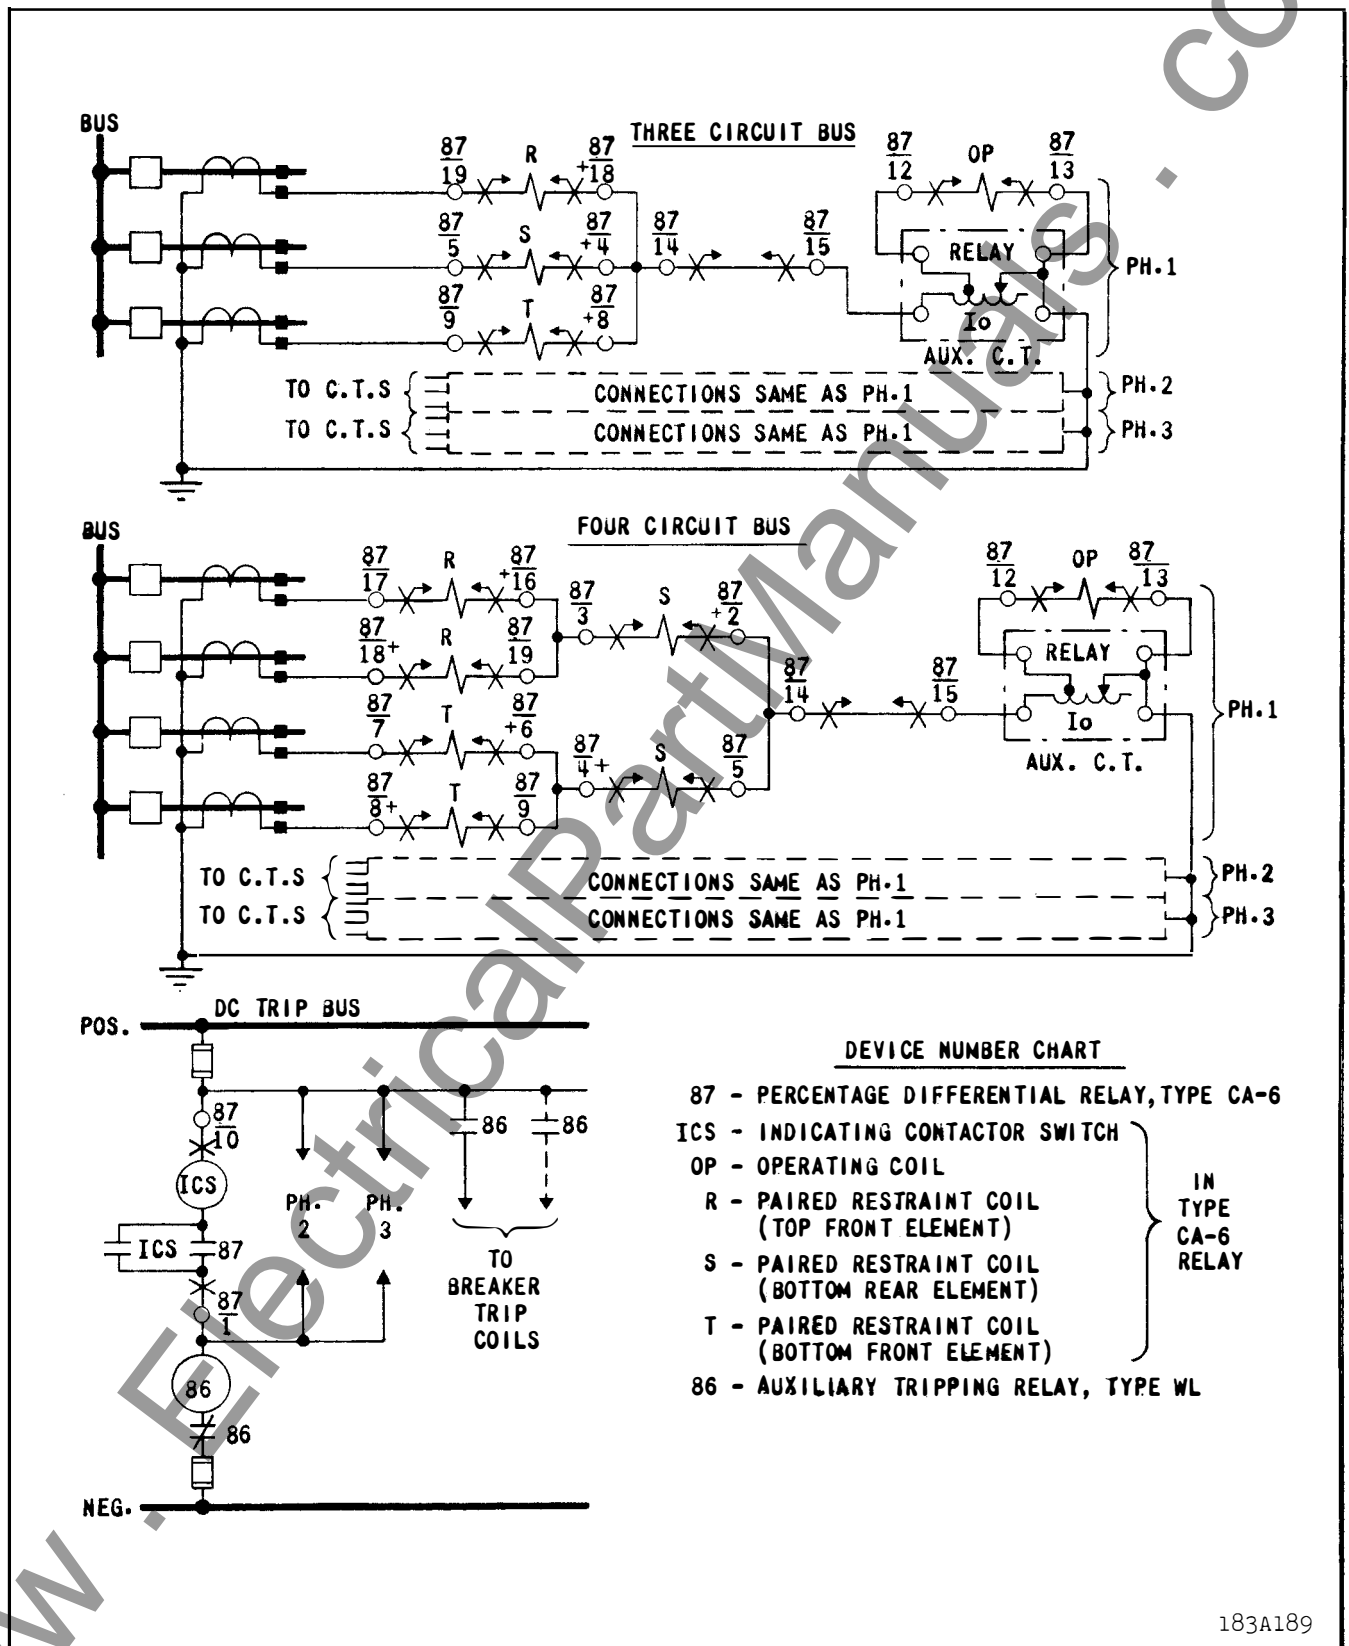 THREE CIRCUIT BUS
BUS
87
19
R
87
+18
87
12
OP
87
13
87
5
S
87
+4
87
14
87
15
RELAY
PH.1
87
9
T
87
+8
Io
AUX. C.T.
TO C.T.S
CONNECTIONS SAME AS PH.1
PH.2
TO C.T.S
CONNECTIONS SAME AS PH.1
PH.3
FOUR CIRCUIT BUS
BUS
87
17
R
87
+16
87
3
S
87
+2
87
12
OP
87
13
87
18+
R
87
19
RELAY
87
14
87
15
87
7
T
87
+6
Io
PH.1
87
4+
S
87
5
AUX. C.T.
87
8+
T
87
9
TO C.T.S
CONNECTIONS SAME AS PH.1
PH.2
TO C.T.S
CONNECTIONS SAME AS PH.1
PH.3
DC TRIP BUS
POS.
87
10
86
86
ICS
PH.
2
PH.
3
ICS
87
TO
BREAKER
TRIP
COILS
87
1
86
86
NEG.
DEVICE NUMBER CHART
87 - PERCENTAGE DIFFERENTIAL RELAY, TYPE CA-6
ICS - INDICATING CONTACTOR SWITCH
OP - OPERATING COIL
R - PAIRED RESTRAINT COIL
(TOP FRONT ELEMENT)
S - PAIRED RESTRAINT COIL
(BOTTOM REAR ELEMENT)
T - PAIRED RESTRAINT COIL
(BOTTOM FRONT ELEMENT)
IN
TYPE
CA-6
RELAY
86 - AUXILIARY TRIPPING RELAY, TYPE WL
183A189
w . ElectricalPartManuals . co